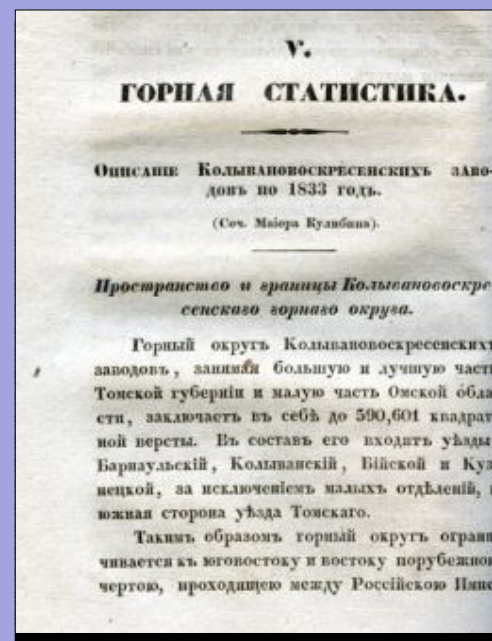 V.
ГОРНАЯ СТАТИСТИКА.
Описаніе Колывановоскресенскихъ заво-
довъ по 1833 годъ.
(Соч. Маіора Кулибина).
Пространство и границы Колывановоскре-
сенскаго горнаго округа.
Горный округъ Колывановоскресенскихъ
заводовъ, занимая большую и лучшую часть
Томской губерніи и малую часть Омской обла
сти, заключаетъ въ себѣ до 590,601 квадрат
ной версты. Въ составъ его входятъ уѣзды
Барнаульскій, Колыванскій, Бійской и Куз
нецкой, за исключеніемъ малыхъ отдѣленій,
южная сторона уѣзда Томскаго.
Такимъ образомъ горный округъ ограни
чивается къ юговостоку и востоку порубежною
чертою, проходящею между Россійскою Импе